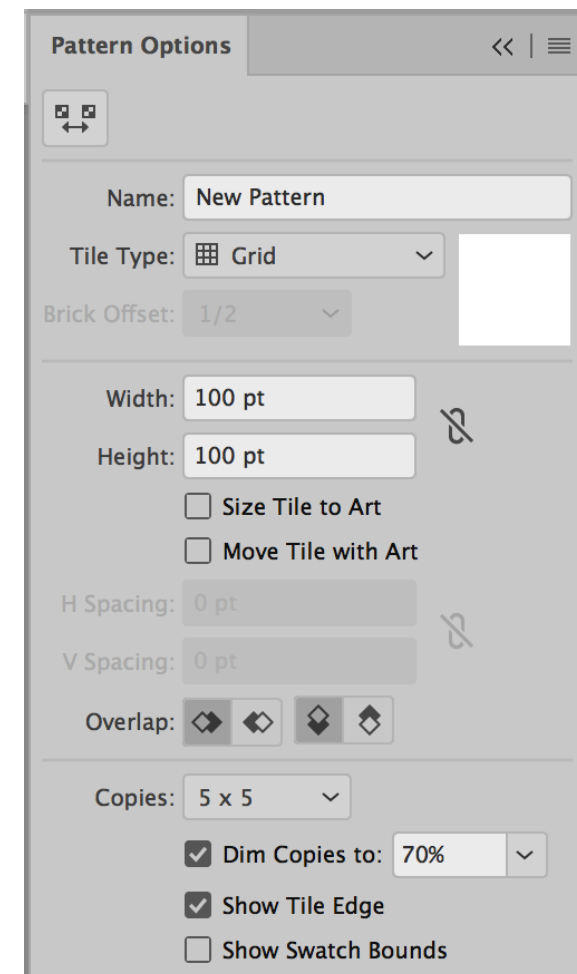 Pattern Options
Name: New Pattern
Tile Type: Grid
Brick Offset: 1/2
Width: 100 pt
Height: 100 pt
Size Tile to Art
Move Tile with Art
H Spacing: 0 pt
V Spacing: 0 pt
Overlap:
Copies: 5 x 5
Dim Copies to: 70%
Show Tile Edge
Show Swatch Bounds